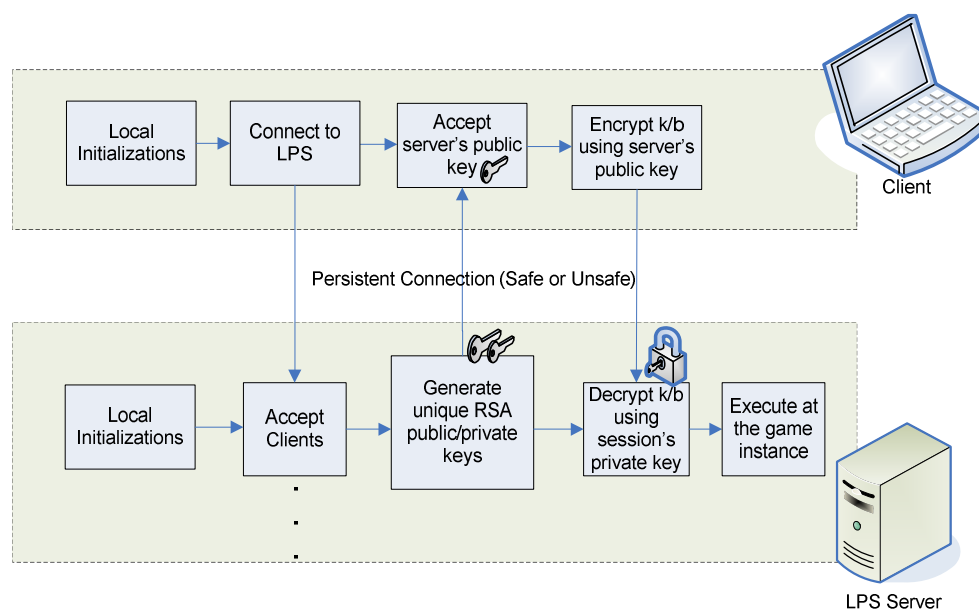 Local
Initializations
Connect to
LPS
Accept
server's public
key
Encrypt k/b
using server's
public key
Client
Persistent Connection (Safe or Unsafe)
Local
Initializations
Accept
Clients
Generate
unique RSA
public/private
keys
Decrypt k/b
using
session's
private key
Execute at
the game
instance
LPS Server